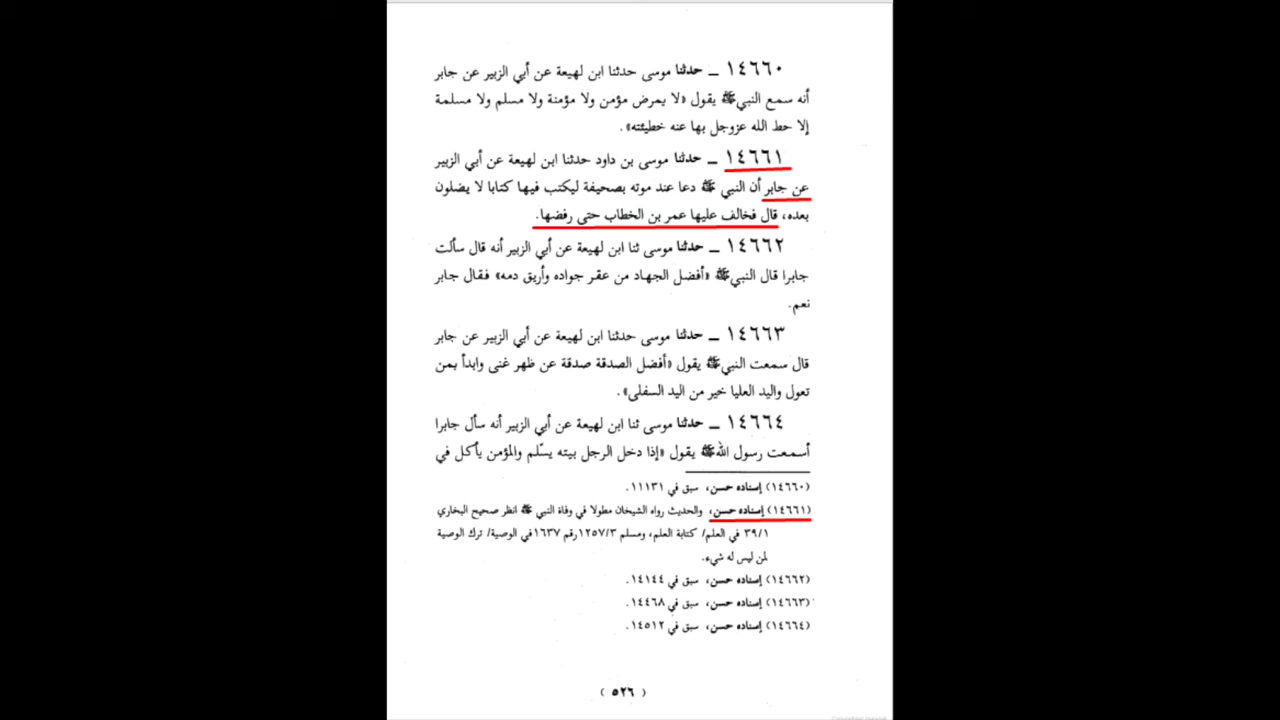 ١٤٦٦٠ ـ حدثنا موسى حدثنا ابن لهيعة عن أبي الزبير عن جابر
أنه سمع النبي ﷺ يقول «لا يمرض مؤمن ولا مؤمنة ولا مسلم ولا مسلمة
إلا حط الله عزوجل بها عنه خطيئته».
١٤٦٦١ ـ حدثنا موسى بن داود حدثنا ابن لهيعة عن أبي الزبير
عن جابر أن النبي ﷺ دعا عند موته بصحيفة ليكتب فيها كتابا لا يضلون
بعده، قال فخالف عليها عمر بن الخطاب حتى رفضها.
١٤٦٦٢ ـ حدثنا موسى ثنا ابن لهيعة عن أبي الزبير أنه قال سألت
جابرا قال النبي ﷺ «أفضل الجهاد من عقر جواده وأريق دمه» فقال جابر
نعم.
١٤٦٦٣ ـ حدثنا موسى حدثنا ابن لهيعة عن أبي الزبير عن جابر
قال سمعت النبي ﷺ يقول «أفضل الصدقة صدقة عن ظهر غنى وابدأ بمن
تعول واليد العليا خير من اليد السفلى».
١٤٦٦٤ ـ حدثنا موسى ثنا ابن لهيعة عن أبي الزبير أنه سأل جابرا
أسمعت رسول الله ﷺ يقول «إذا دخل الرجل بيته يسلّم والمؤمن يأكل في
(١٤٦٦٠) إسناده حسن، سبق في ١١١٣١.
(١٤٦٦١) إسناده حسن، والحديث رواه الشيخان مطولا في وفاة النبي ﷺ انظر صحيح البخاري
٣٩/١ في العلم/ كتابة العلم، ومسلم ١٢٥٧/٣ رقم ١٦٣٧ في الوصية/ ترك الوصية
لمن ليس له شيء.
(١٤٦٦٢) إسناده حسن، سبق في ١٤١٤٤.
(١٤٦٦٣) إسناده حسن، سبق في ١٤٤٦٨.
(١٤٦٦٤) إسناده حسن، سبق في ١٤٥١٢.
( ٥٢٦ )